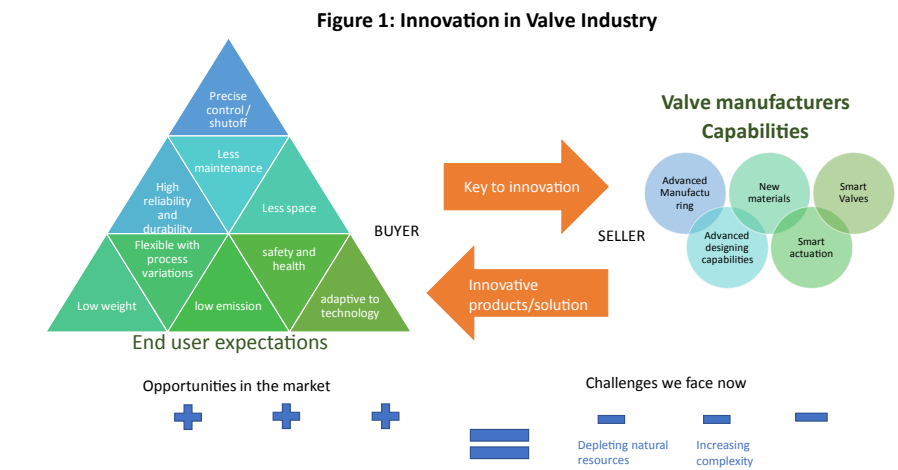 Figure 1: Innovation in Valve Industry
Precise
control/
shutoff
Less
maintenance
High
reliability
and
durability
Less space
Flexible with
process
variations
safety and
health
Low weight
low emission
adaptive to
technology
End user expectations
BUYER
Key to innovation
SELLER
Innovative
products/solution
Valve manufacturers
Capabilities
Advanced
Manufactu
ring
New
materials
Smart
Valves
Advanced
designing
capabilities
Smart
actuation
Opportunities in the market
Challenges we face now
Depleting natural
resources
Increasing
complexity